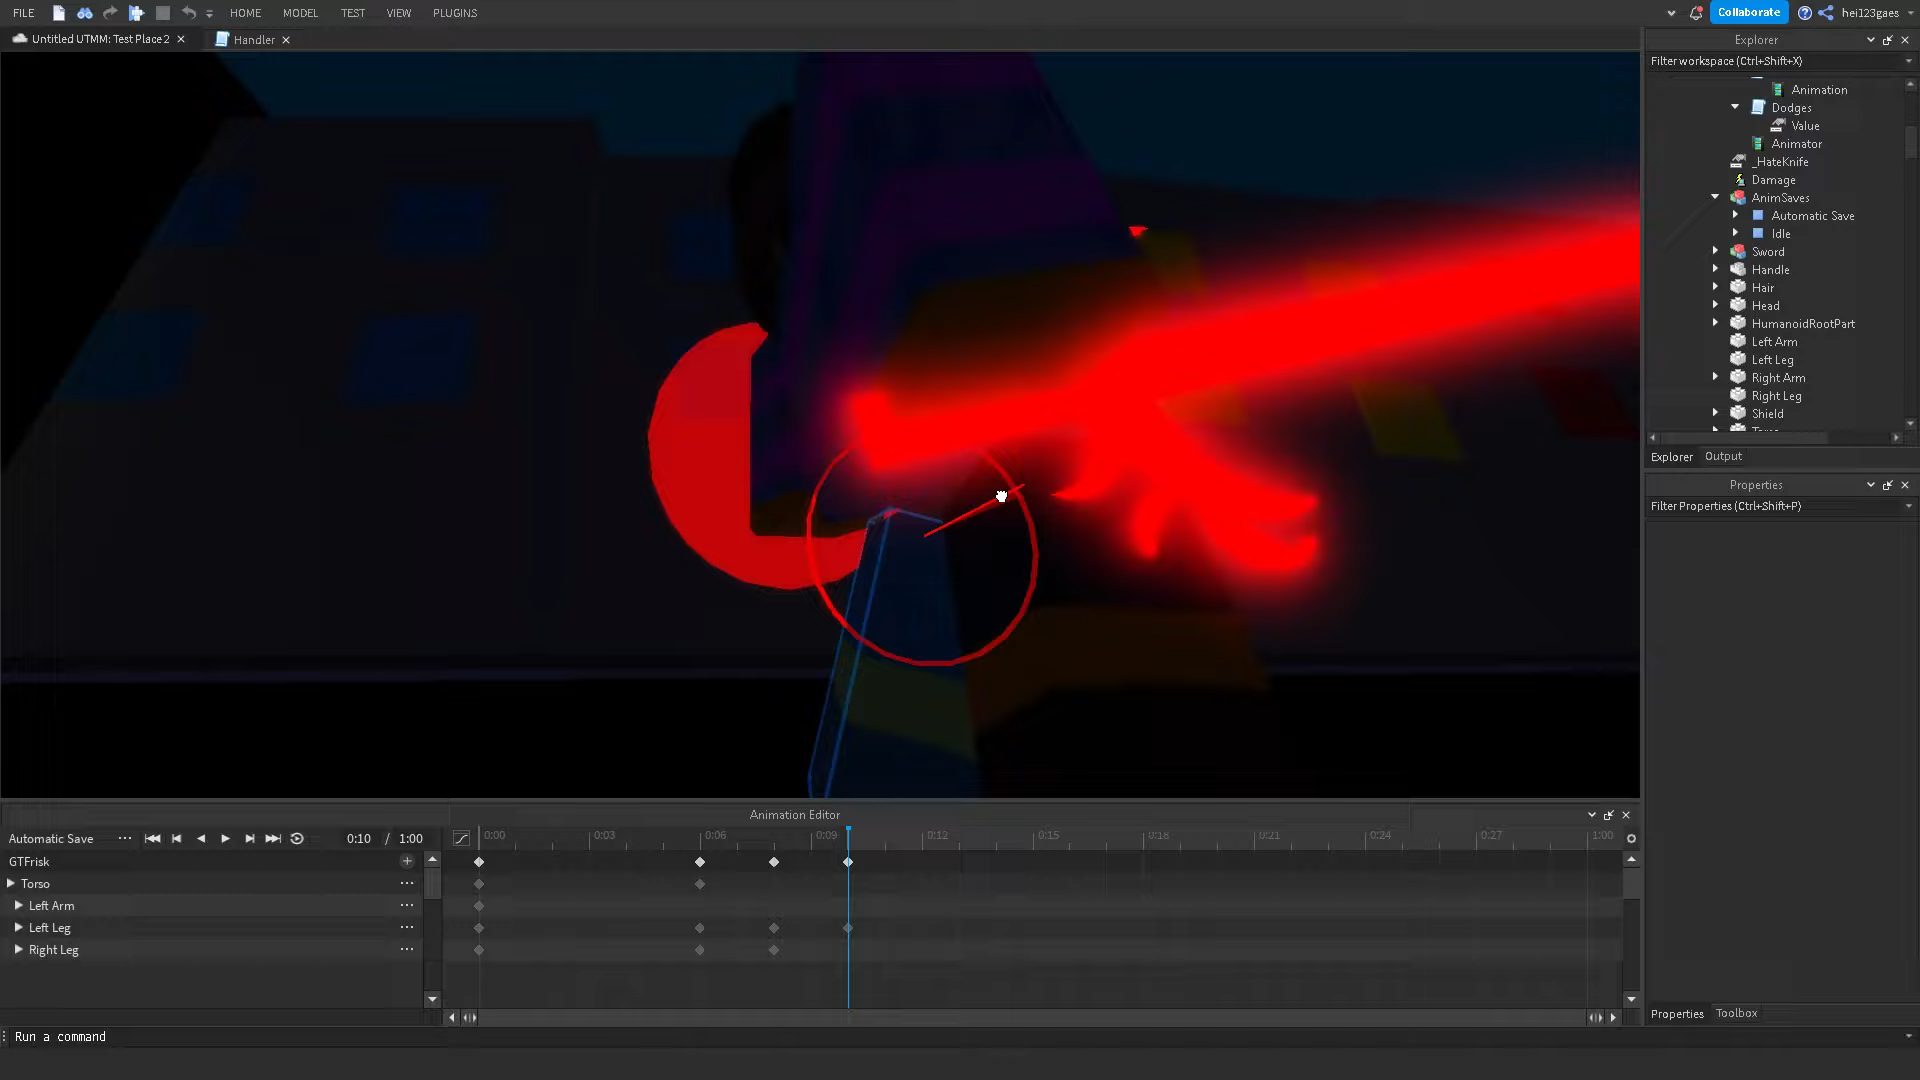 FILE HOME MODEL TEST VIEW PLUGINS Collaborate hei123gaes
Untitled UTMM: Test Place 2 Handler
Explorer
Filter workspace (Ctrl+Shift+X)
Animation
Dodges
Value
Animator
_HateKnife
Damage
AnimSaves
Automatic Save
Idle
Sword
Handle
Hair
Head
HumanoidRootPart
Left Arm
Left Leg
Right Arm
Right Leg
Shield
Explorer Output
Properties
Filter Properties (Ctrl+Shift+P)
Animation Editor
Automatic Save 0:10 / 1:00 0:00 0:03 0:06 0:09 0:12 0:15 0:18 0:21 0:24 0:27 1:00
GTFrisk
Torso
Left Arm
Left Leg
Right Leg
Properties Toolbox
Run a command